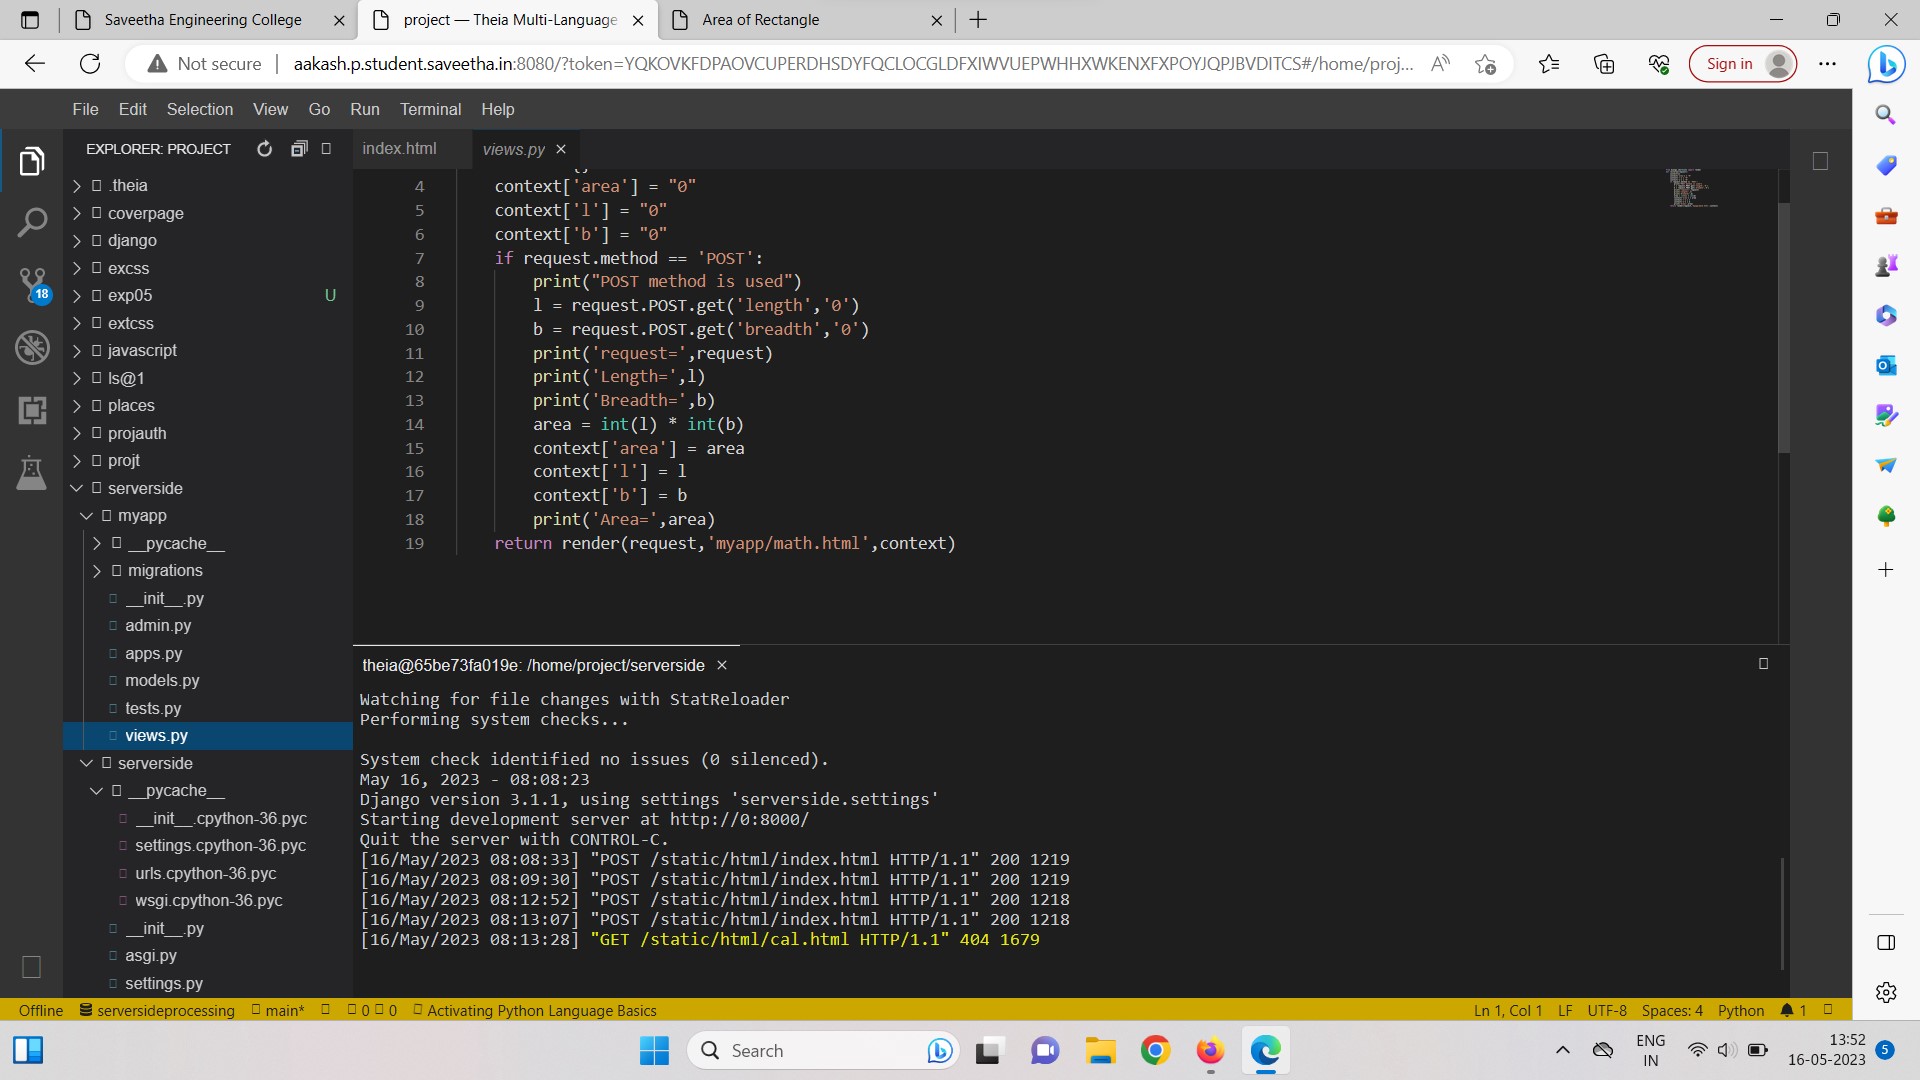 Saveetha Engineering College
project — Theia Multi-Language
Area of Rectangle
Not secure
aakash.p.student.saveetha.in:8080/?token=YQKOVKFDPAOVCUPERDHSDYFQCLOCGLDFXIWVUEPWHHXWKENXFXPOYJQPJBVDITCS#/home/proj...
Sign in
File Edit Selection View Go Run Terminal Help
EXPLORER: PROJECT
.theia
coverpage
django
excss
exp05 U
extcss
javascript
ls@1
places
projauth
projt
serverside
myapp
__pycache__
migrations
__init__.py
admin.py
apps.py
models.py
tests.py
views.py
serverside
__pycache__
__init__.cpython-36.pyc
settings.cpython-36.pyc
urls.cpython-36.pyc
wsgi.cpython-36.pyc
__init__.py
asgi.py
settings.py
18
index.html views.py
4 context['area'] = "0"
5 context['l'] = "0"
6 context['b'] = "0"
7 if request.method == 'POST':
8 print("POST method is used")
9 l = request.POST.get('length','0')
10 b = request.POST.get('breadth','0')
11 print('request=',request)
12 print('Length=',l)
13 print('Breadth=',b)
14 area = int(l) * int(b)
15 context['area'] = area
16 context['l'] = l
17 context['b'] = b
18 print('Area=',area)
19 return render(request,'myapp/math.html',context)
theia@65be73fa019e: /home/project/serverside
Watching for file changes with StatReloader
Performing system checks...
System check identified no issues (0 silenced).
May 16, 2023 - 08:08:23
Django version 3.1.1, using settings 'serverside.settings'
Starting development server at http://0:8000/
Quit the server with CONTROL-C.
[16/May/2023 08:08:33] "POST /static/html/index.html HTTP/1.1" 200 1219
[16/May/2023 08:09:30] "POST /static/html/index.html HTTP/1.1" 200 1219
[16/May/2023 08:12:52] "POST /static/html/index.html HTTP/1.1" 200 1218
[16/May/2023 08:13:07] "POST /static/html/index.html HTTP/1.1" 200 1218
[16/May/2023 08:13:28] "GET /static/html/cal.html HTTP/1.1" 404 1679
Offline serversideprocessing main* 0 0 Activating Python Language Basics
Ln 1, Col 1 LF UTF-8 Spaces: 4 Python 1
Search
ENG
IN
13:52
16-05-2023
5